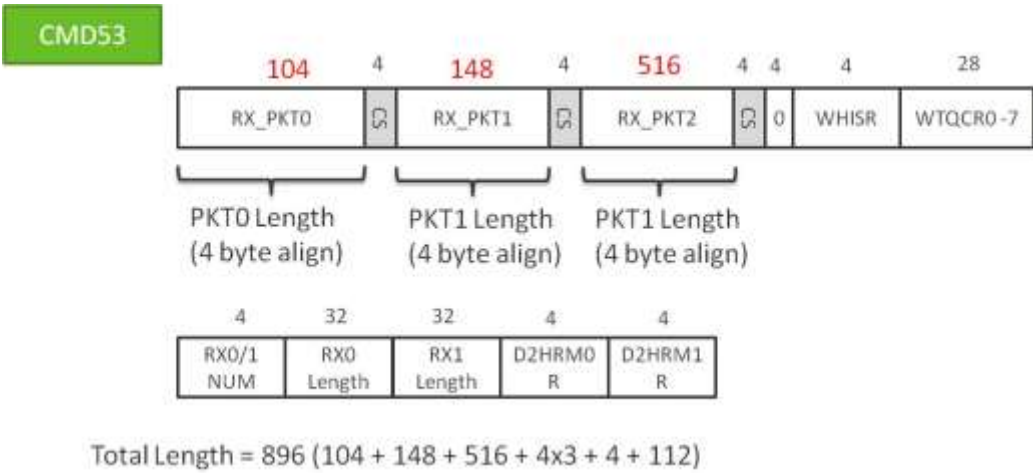 CMD53
104 4 148 4 516 4 4 4 28
RX_PKT0 CS RX_PKT1 CS RX_PKT2 CS 0 WHISR WTQCR0-7
PKT0 Length PKT1 Length PKT1 Length
(4 byte align) (4 byte align) (4 byte align)
4 32 32 4 4
RX0/1 RX0 RX1 D2HRM0 D2HRM1
NUM Length Length R R
Total Length = 896 (104 + 148 + 516 + 4x3 + 4 + 112)